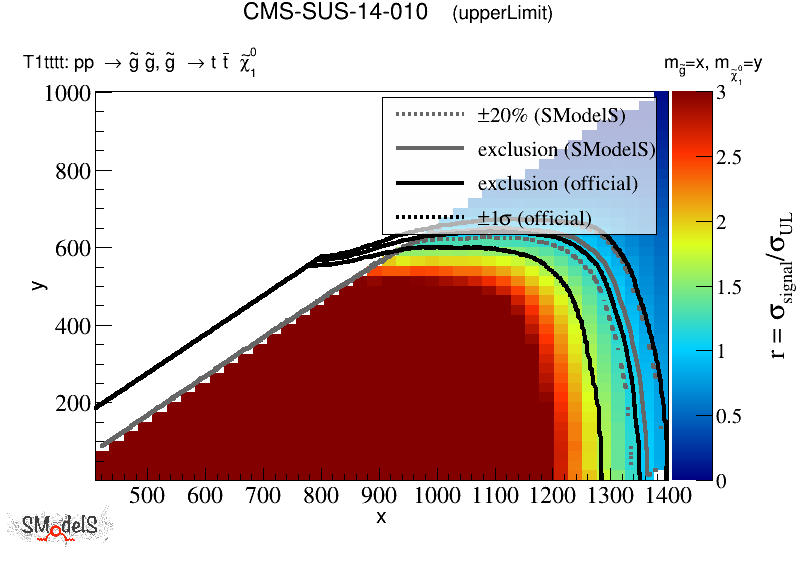 CMS-SUS-14-010 (upperLimit)
T1tttt: pp → g̃ g̃, g̃ → t t̄ χ̃₁⁰
m_g̃=x, m_χ̃₁⁰=y
±20% (SModelS)
exclusion (SModelS)
exclusion (official)
±1σ (official)
1000
800
600
400
200
y
500 600 700 800 900 1000 1100 1200 1300 1400
x
3
2.5
2
1.5
1
0.5
0
r = σ_signal/σ_UL
SModelS